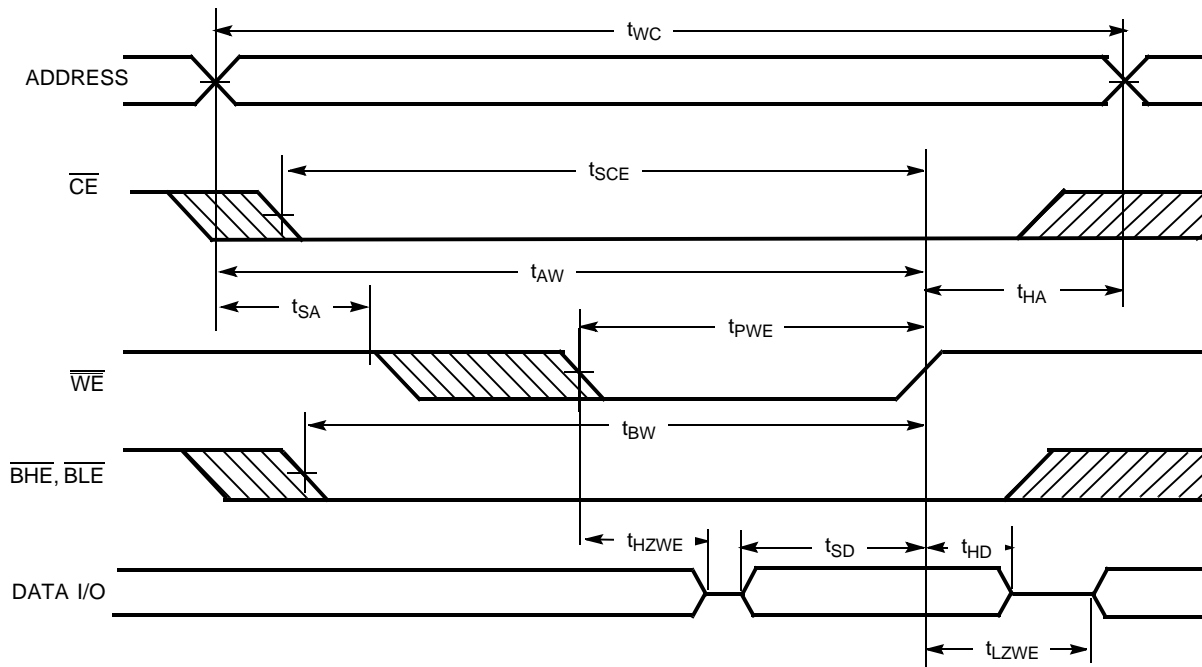 tWC
ADDRESS
tSCE
CE
tAW
tSA
tHA
tPWE
WE
tBW
BHE, BLE
tHZWE
tSD
tHD
DATA I/O
tLZWE